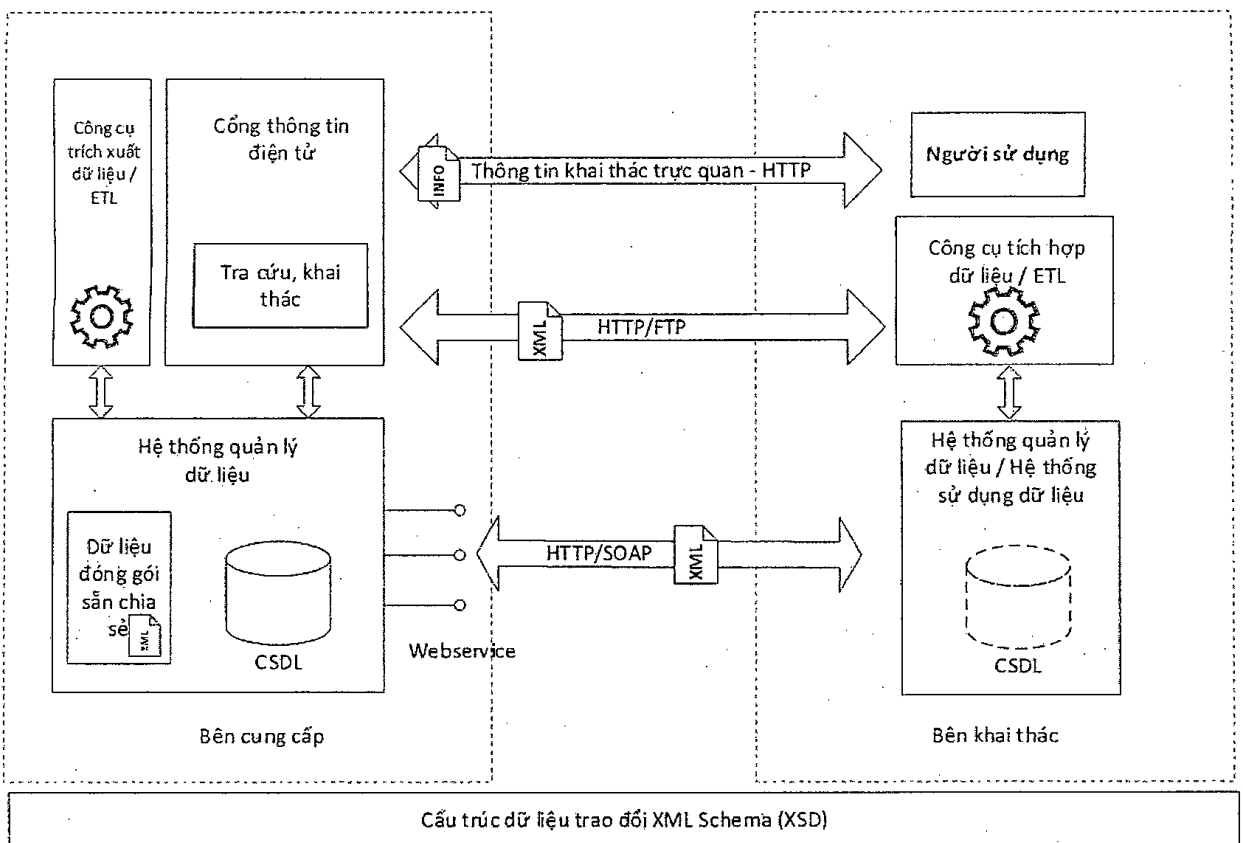 Công cụ
trích xuất
dữ liệu /
ETL
Cổng thông tin
điện tử
Tra cứu, khai
thác
INFO
Thông tin khai thác trực quan - HTTP
Người sử dụng
XML
HTTP/FTP
Công cụ tích hợp
dữ liệu / ETL
Hệ thống quản lý
dữ liệu
Dữ liệu
đóng gói
sẵn chia
sẻ
XML
CSDL
Webservice
HTTP/SOAP
XML
Hệ thống quản lý
dữ liệu / Hệ thống
sử dụng dữ liệu
CSDL
Bên cung cấp
Bên khai thác
Cấu trúc dữ liệu trao đổi XML Schema (XSD)